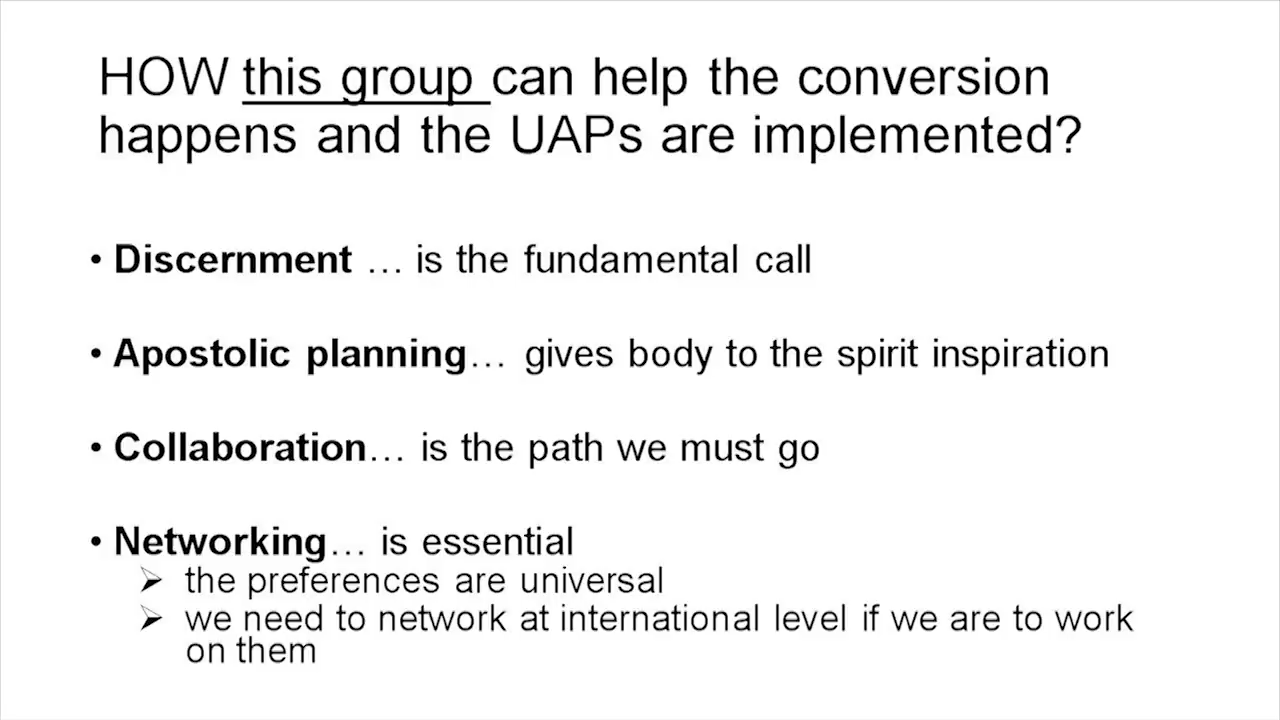 HOW this group can help the conversion
happens and the UAPs are implemented?
• Discernment … is the fundamental call
• Apostolic planning… gives body to the spirit inspiration
• Collaboration… is the path we must go
• Networking… is essential
➢ the preferences are universal
➢ we need to network at international level if we are to work
on them